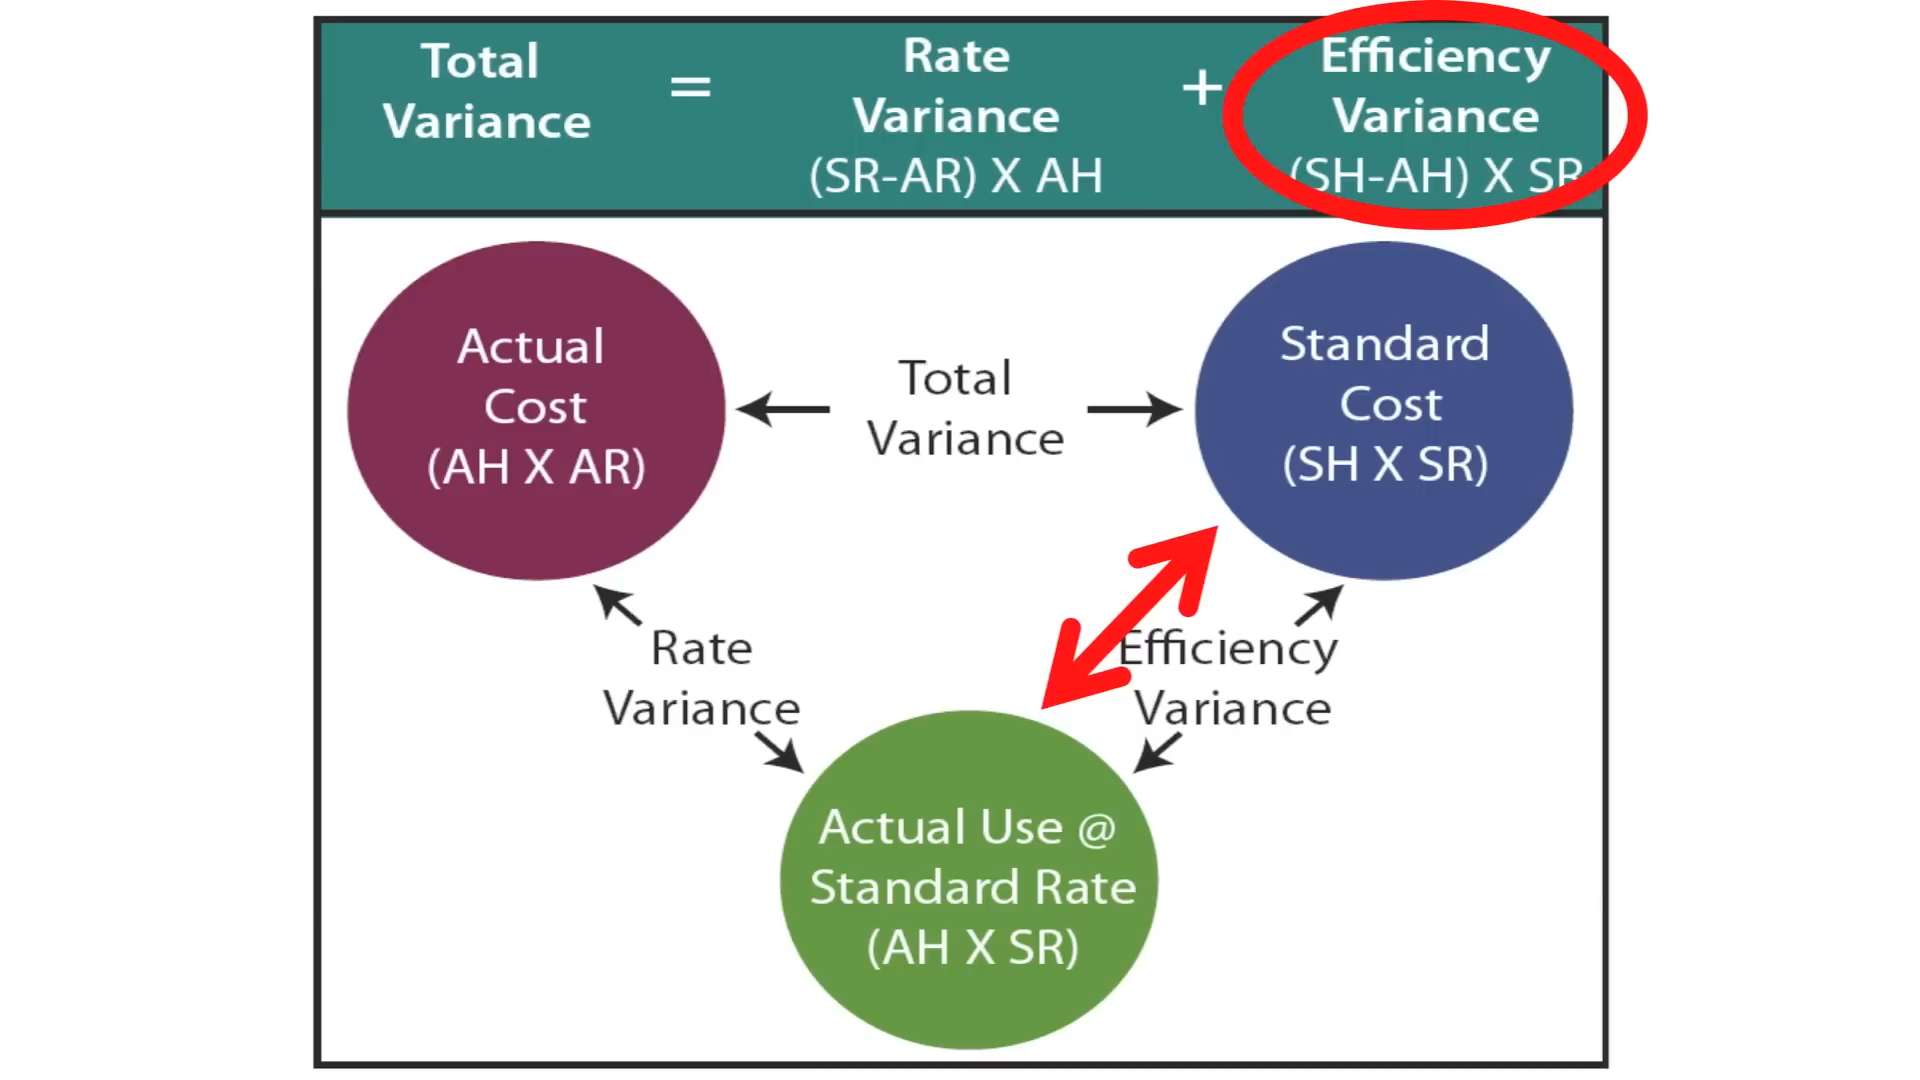 Total
Variance
=
Rate
Variance
(SR-AR) X AH
+
Efficiency
Variance
(SH-AH) X SR
Actual
Cost
(AH X AR)
Total
Variance
Standard
Cost
(SH X SR)
Rate
Variance
Efficiency
Variance
Actual Use @
Standard Rate
(AH X SR)